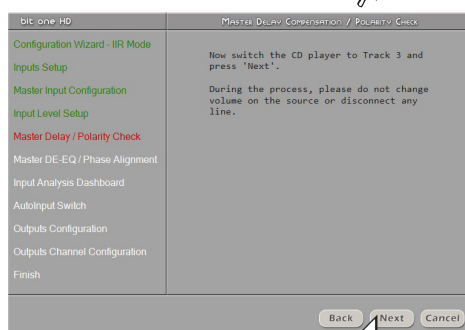 bit one HD
Master Delay Compensation / Polarity Check
Configuration Wizard - IIR Mode
Inputs Setup
Master Input Configuration
Input Level Setup
Master Delay / Polarity Check
Master DE-EQ / Phase Alignment
Input Analysis Dashboard
AutoInput Switch
Outputs Configuration
Outputs Channel Configuration
Finish
Now switch the CD player to Track 3 and
press 'Next'.
During the process, please do not change
volume on the source or disconnect any
line.
Back Next Cancel